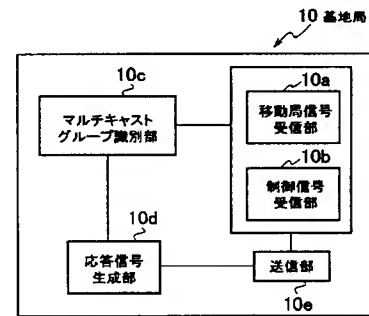 10 基地局
10c
マルチキャスト
グループ識別部
10a
移動局信号
受信部
10b
制御信号
受信部
10d
応答信号
生成部
送信部
10e